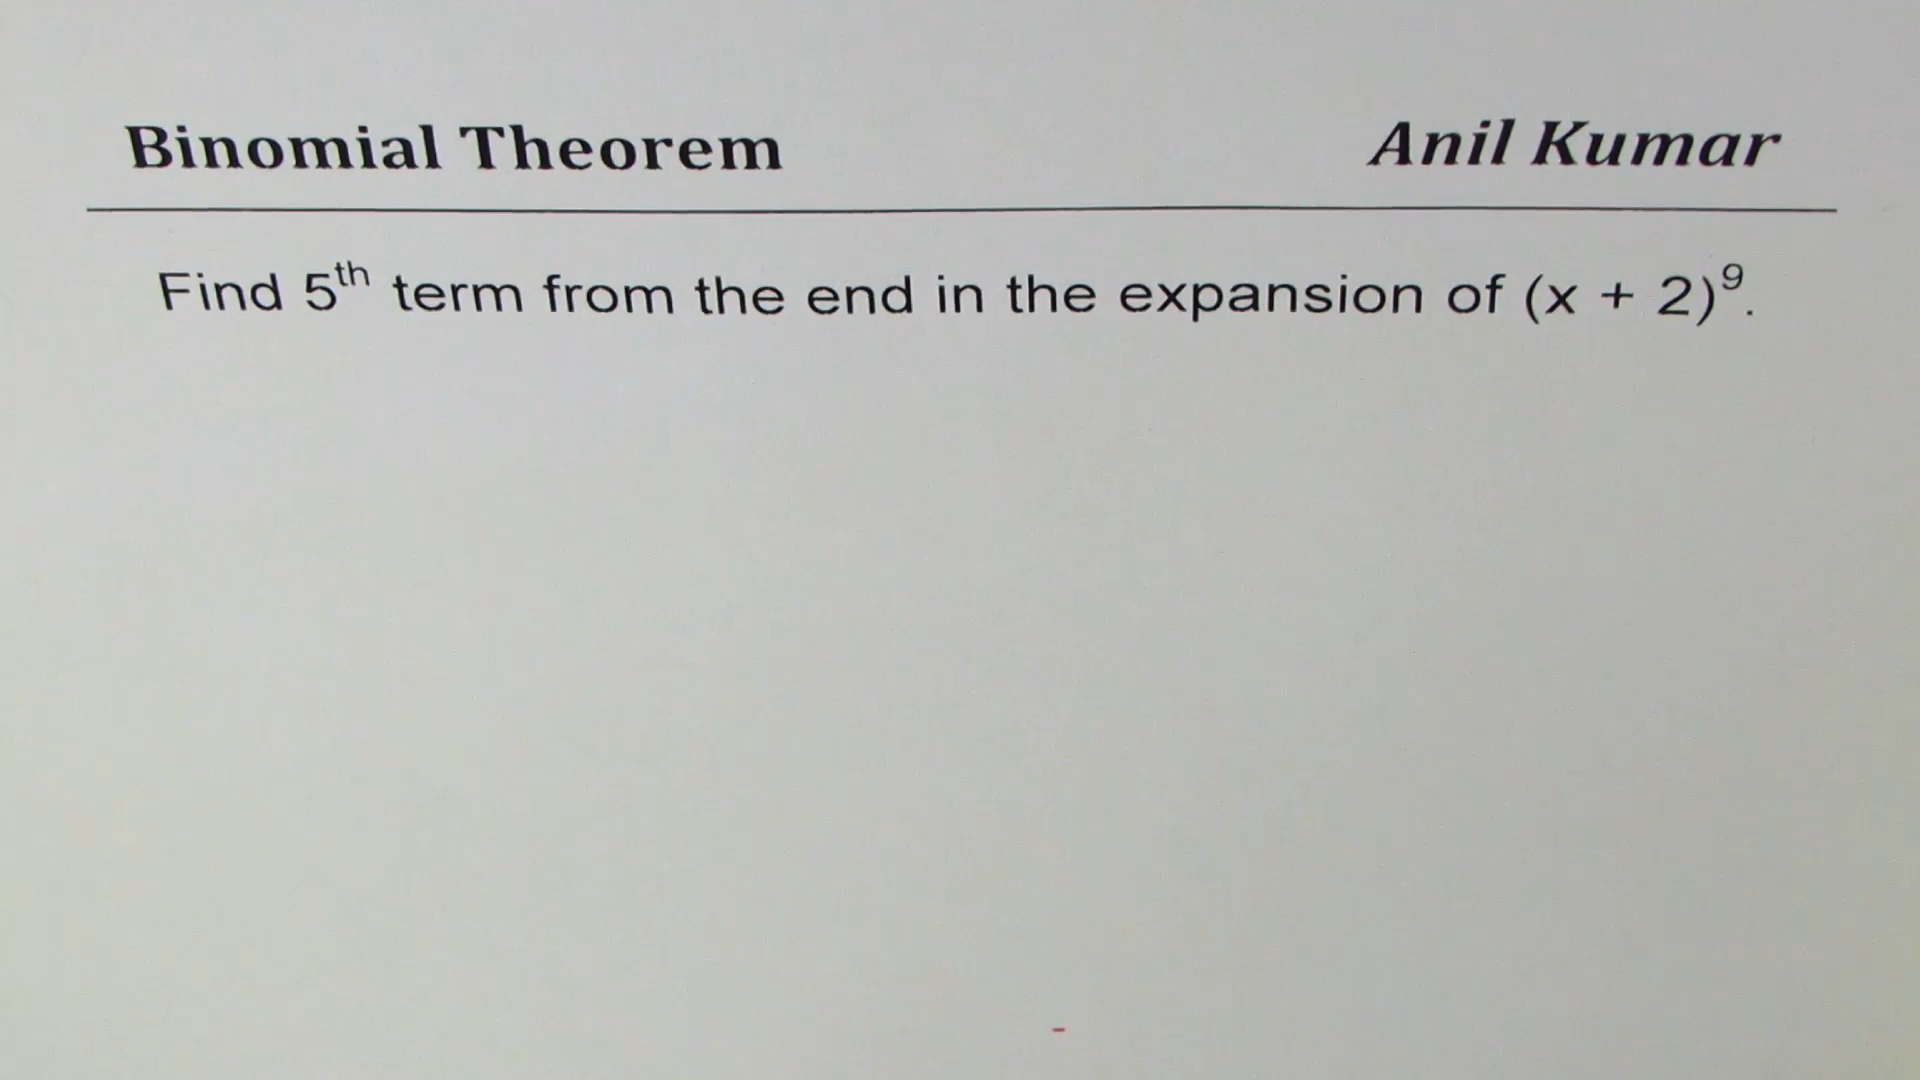 Binomial Theorem Anil Kumar
Find 5th term from the end in the expansion of (x + 2)⁹.